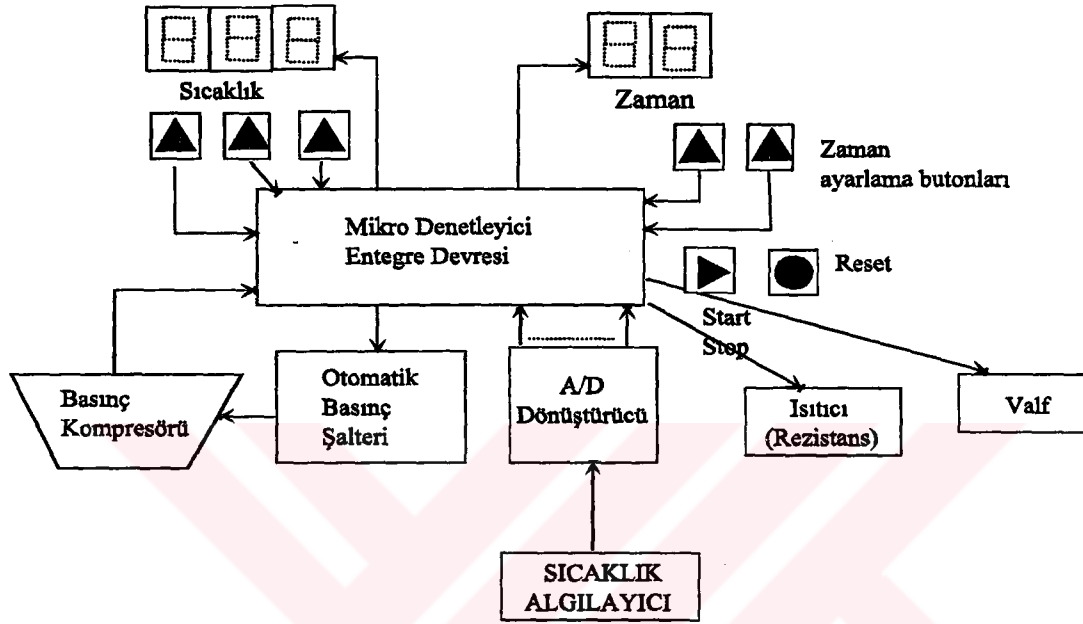 Sıcaklık
Zaman
Zaman
ayarlama butonları
Mikro Denetleyici
Entegre Devresi
Reset
Start
Stop
Basınç
Kompresörü
Otomatik
Basınç
Şalteri
A/D
Dönüştürücü
Isıtıcı
(Rezistans)
Valf
SICAKLIK
ALGILAYICI